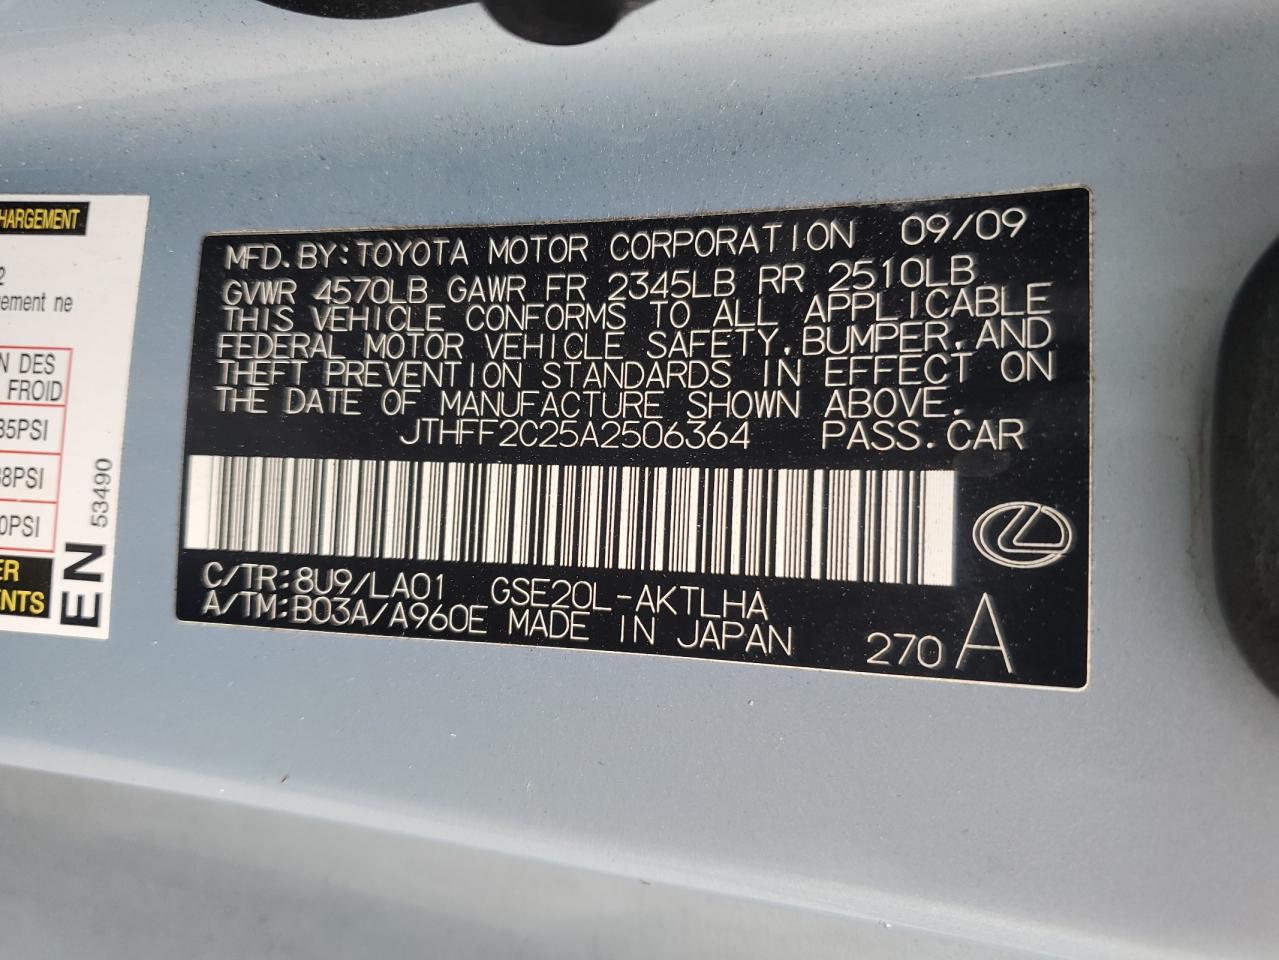 HARGEMENT
2
gement ne
N DES
FROID
35PSI
38PSI
0PSI
ER
ENTS
EN
53490
MFD. BY: TOYOTA MOTOR CORPORATION 09/09
GVWR 4570LB GAWR FR 2345LB RR 2510LB
THIS VEHICLE CONFORMS TO ALL APPLICABLE
FEDERAL MOTOR VEHICLE SAFETY, BUMPER, AND
THEFT PREVENTION STANDARDS IN EFFECT ON
THE DATE OF MANUFACTURE SHOWN ABOVE.
JTHFF2C25A2506364 PASS. CAR
C/TR: 8U9/LA01 GSE20L-AKTLHA
A/TM: B03A/A960E MADE IN JAPAN 270 A